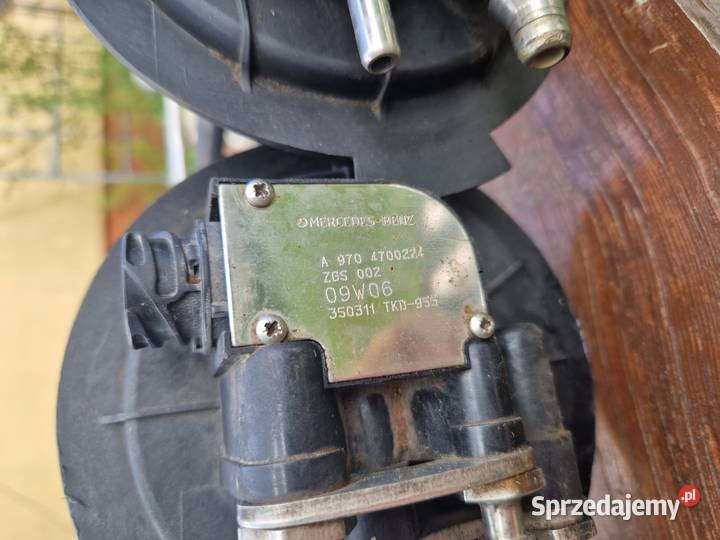 MERCEDES-BENZ
A 970 4700224
ZGS 002
09W06
350311 TKD-955
Sprzedajemy.pl